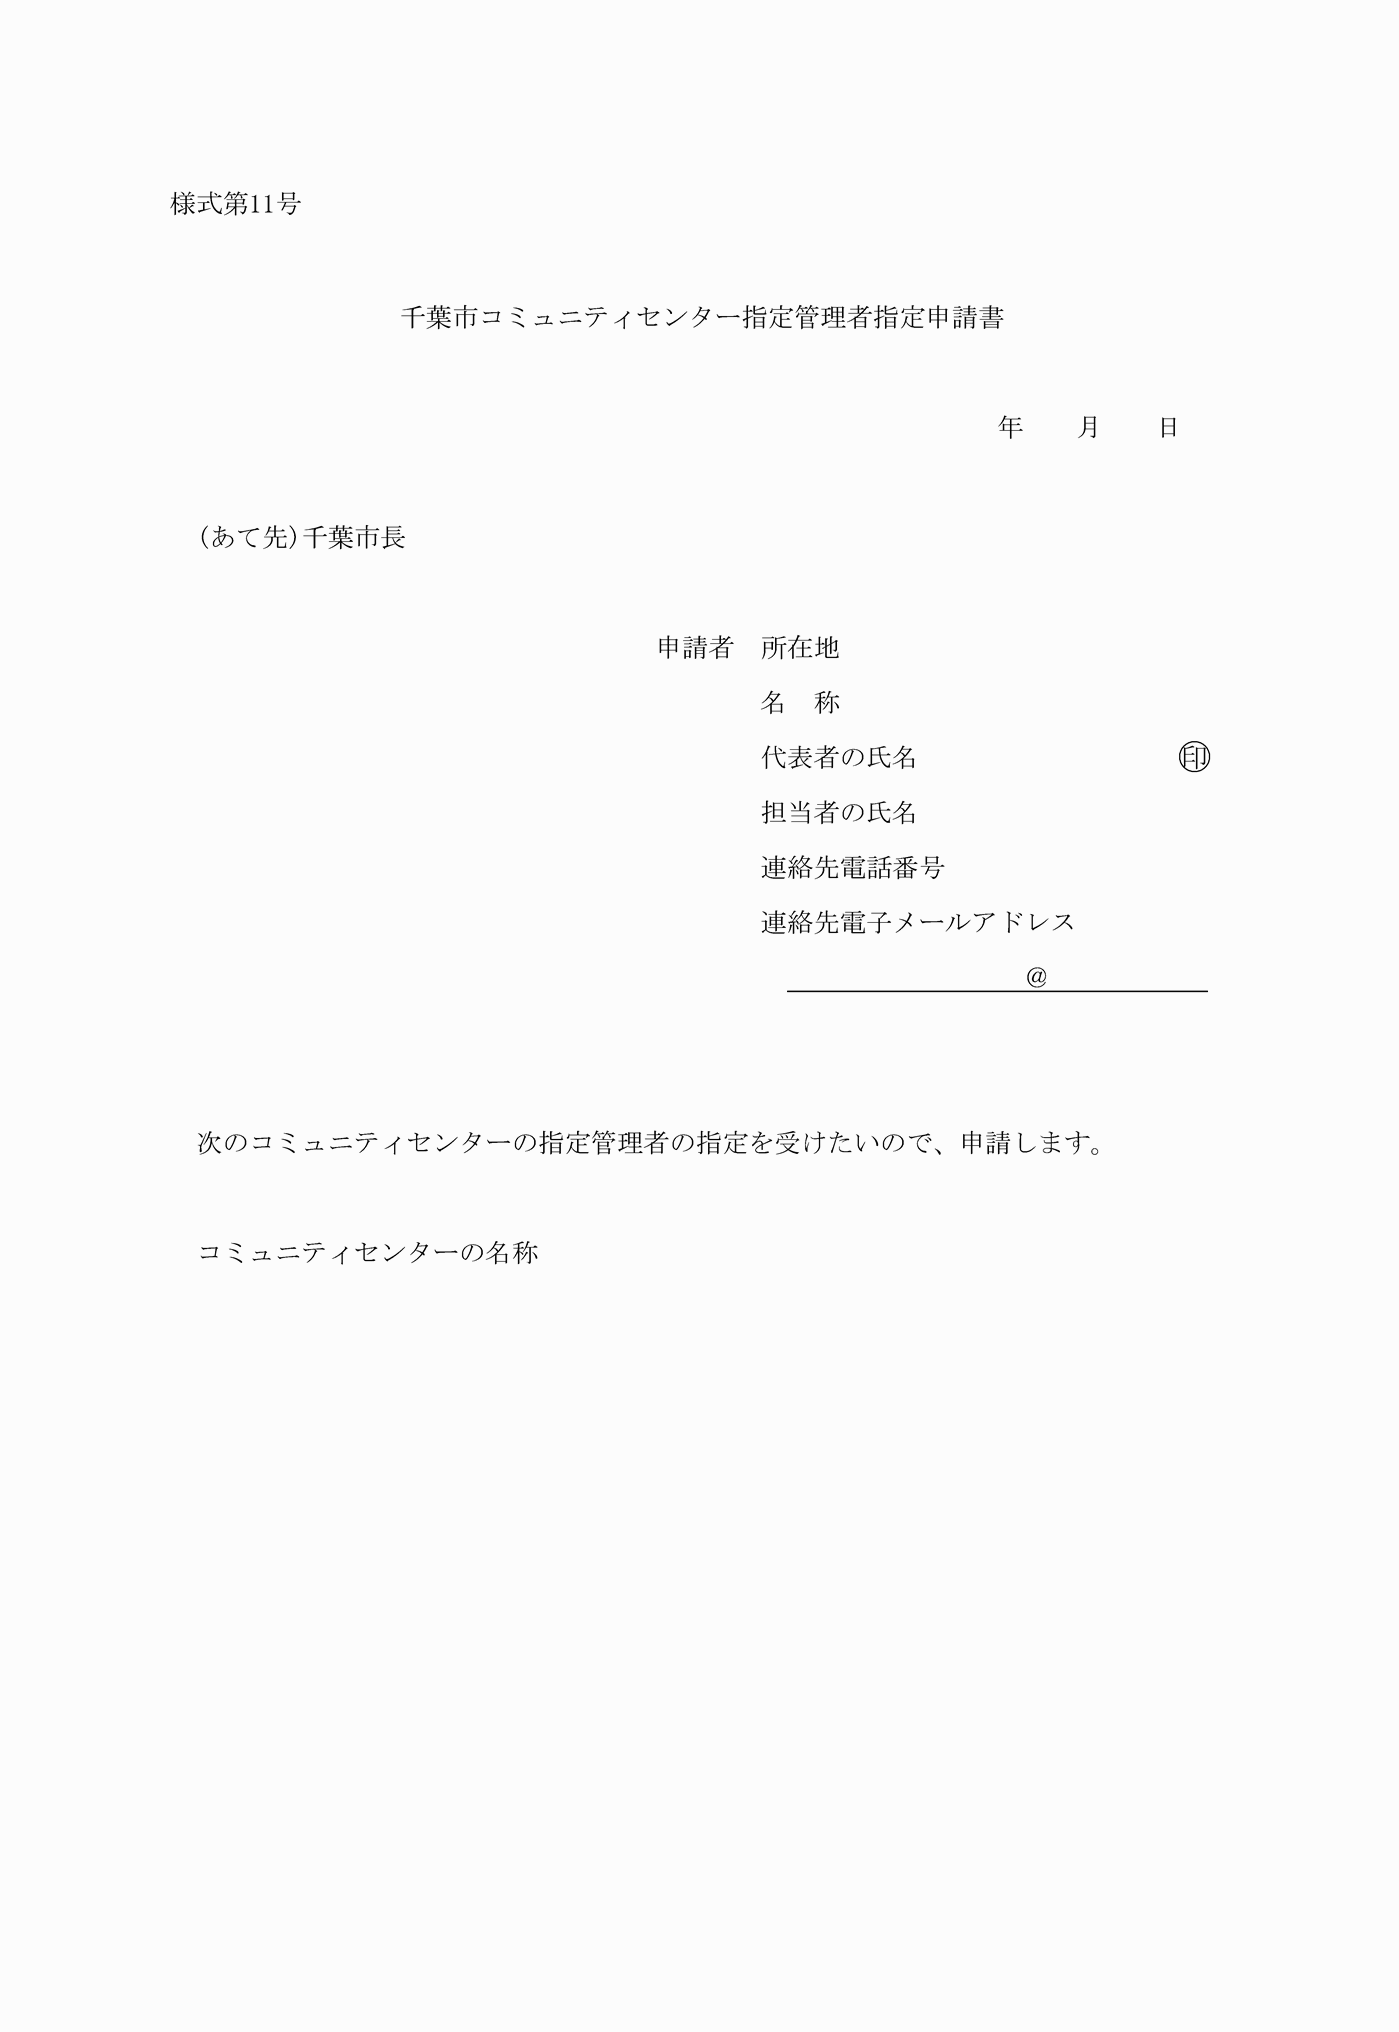 様式第11号
千葉市コミュニティセンター指定管理者指定申請書
年　　月　　日
（あて先）千葉市長
申請者　所在地
名　称
代表者の氏名　　　　　　　　　　㊞
担当者の氏名
連絡先電話番号
連絡先電子メールアドレス
@
次のコミュニティセンターの指定管理者の指定を受けたいので、申請します。
コミュニティセンターの名称